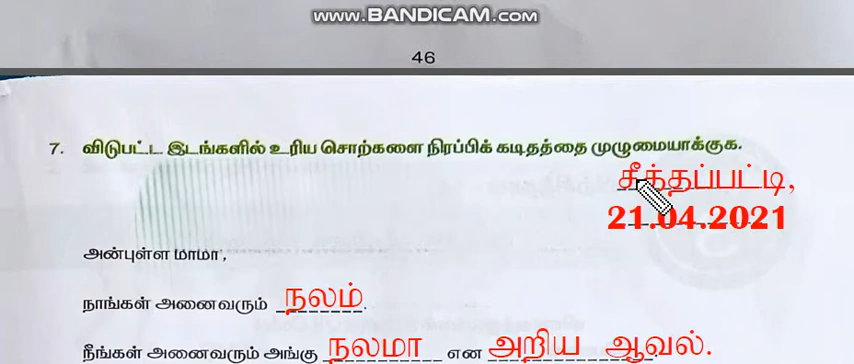 WWW.BANDICAM.COM
46
7. விடுபட்ட இடங்களில் உரிய சொற்களை நிரப்பிக் கடிதத்தை முழுமையாக்குக.
சீத்தப்பட்டி,
21.04.2021
அன்புள்ள மாமா,
நாங்கள் அனைவரும் நலம்.
நீங்கள் அனைவரும் அங்கு நலமா என அறிய ஆவல்.